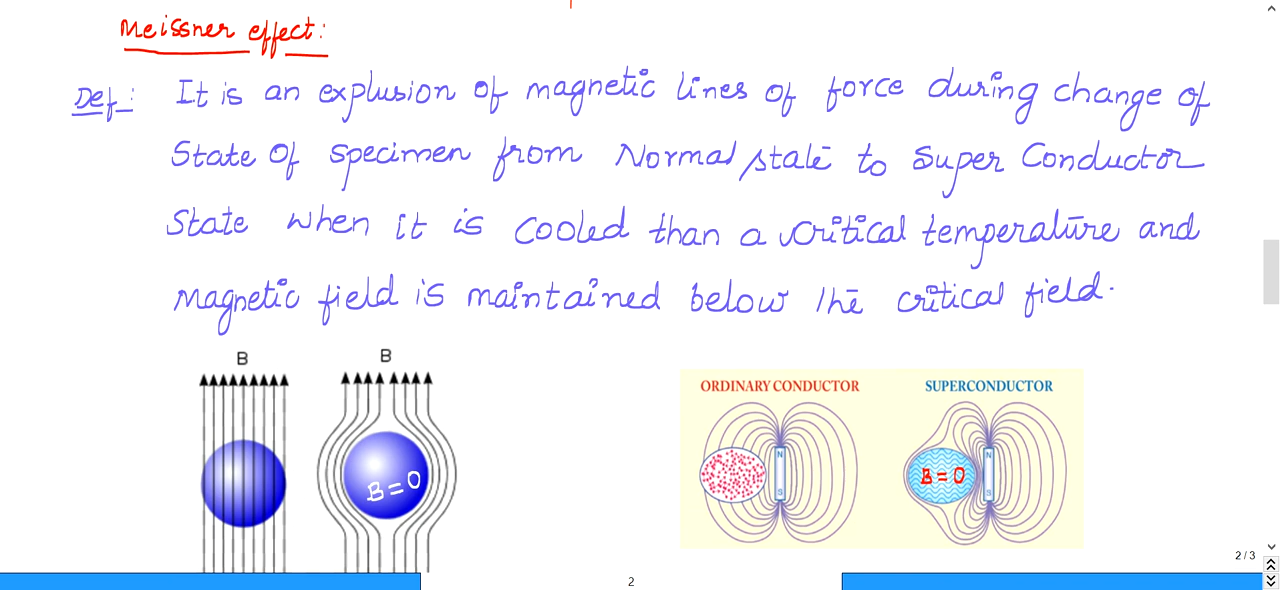 Meissner effect:
Def: It is an explusion of magnetic lines of force during change of
State of specimen from Normal state to Super Conductor
State when it is cooled than a critical temperature and
Magnetic field is maintained below the critical field.
B
B
B = 0
ORDINARY CONDUCTOR
SUPERCONDUCTOR
N
S
N
S
B = 0
2 / 3
2